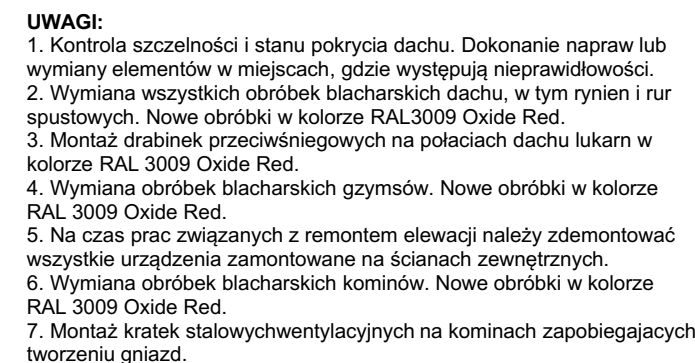 UWAGI:
1. Kontrola szczelności i stanu pokrycia dachu. Dokonanie napraw lub
wymiany elementów w miejscach, gdzie występują nieprawidłowości.
2. Wymiana wszystkich obróbek blacharskich dachu, w tym rynien i rur
spustowych. Nowe obróbki w kolorze RAL3009 Oxide Red.
3. Montaż drabinek przeciwśniegowych na połaciach dachu lukarn w
kolorze RAL 3009 Oxide Red.
4. Wymiana obróbek blacharskich gzymsów. Nowe obróbki w kolorze
RAL 3009 Oxide Red.
5. Na czas prac związanych z remontem elewacji należy zdemontować
wszystkie urządzenia zamontowane na ścianach zewnętrznych.
6. Wymiana obróbek blacharskich kominów. Nowe obróbki w kolorze
RAL 3009 Oxide Red.
7. Montaż kratek stalowychwentylacyjnych na kominach zapobiegajacych
tworzeniu gniazd.